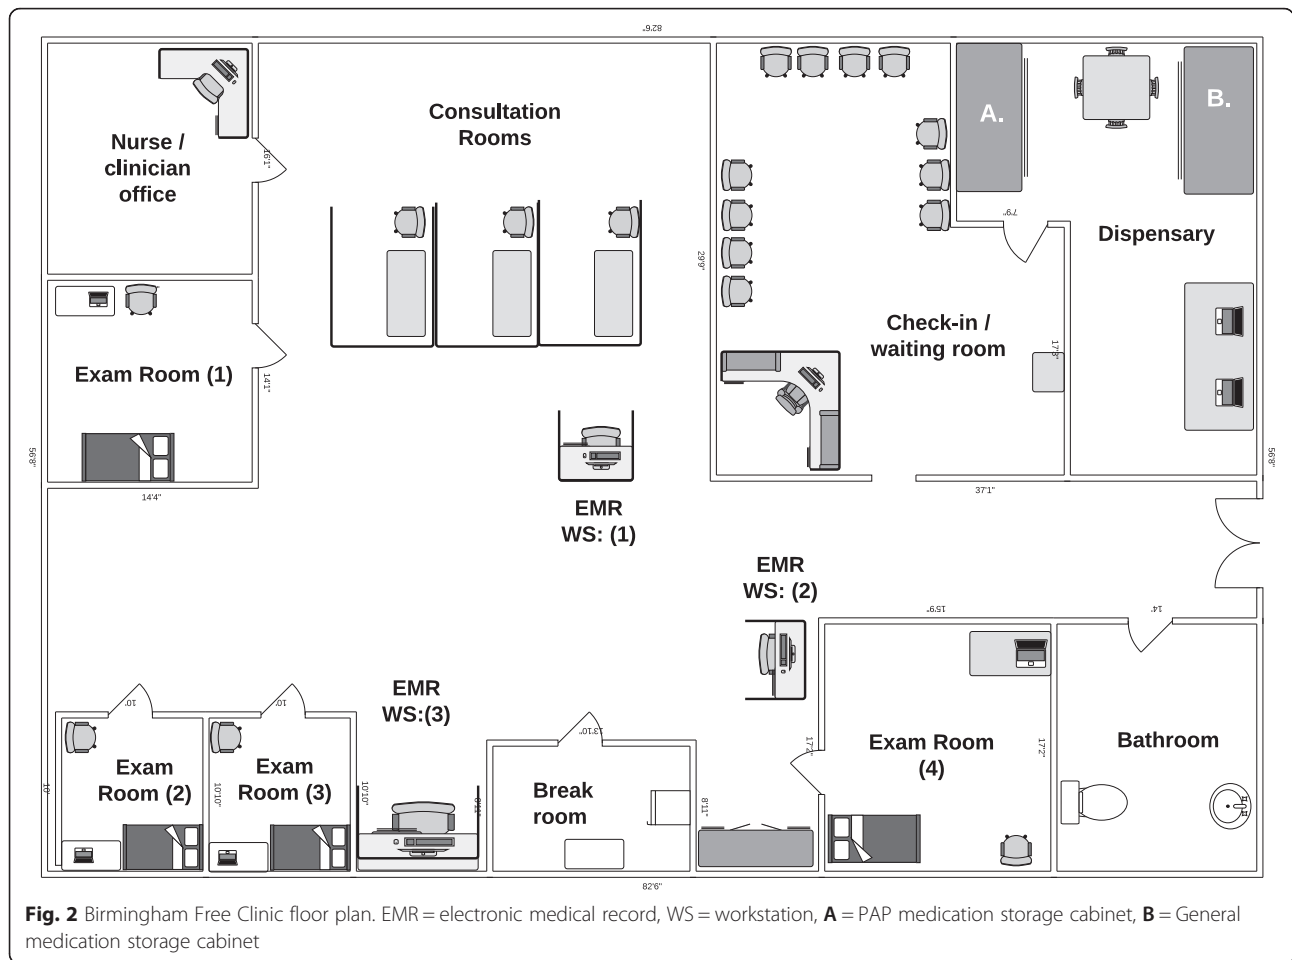 82'6"
Nurse /
clinician
office
16'1"
Consultation
Rooms
A.
B.
7'9"
Dispensary
29'9"
Check-in /
waiting room
17'3"
Exam Room (1)
14'1"
56'8"
14'4"
56'8"
37'1"
EMR
WS: (1)
EMR
WS: (2)
15'9"
14'
EMR
WS:(3)
10'
10'
13'10"
17'2"
17'2"
Exam Room
(4)
Bathroom
Exam
Room (2)
Exam
Room (3)
10'
10'10"
10'10"
8'11"
Break
room
8'11"
82'6"
Fig. 2 Birmingham Free Clinic floor plan. EMR = electronic medical record, WS = workstation, A = PAP medication storage cabinet, B = General
medication storage cabinet